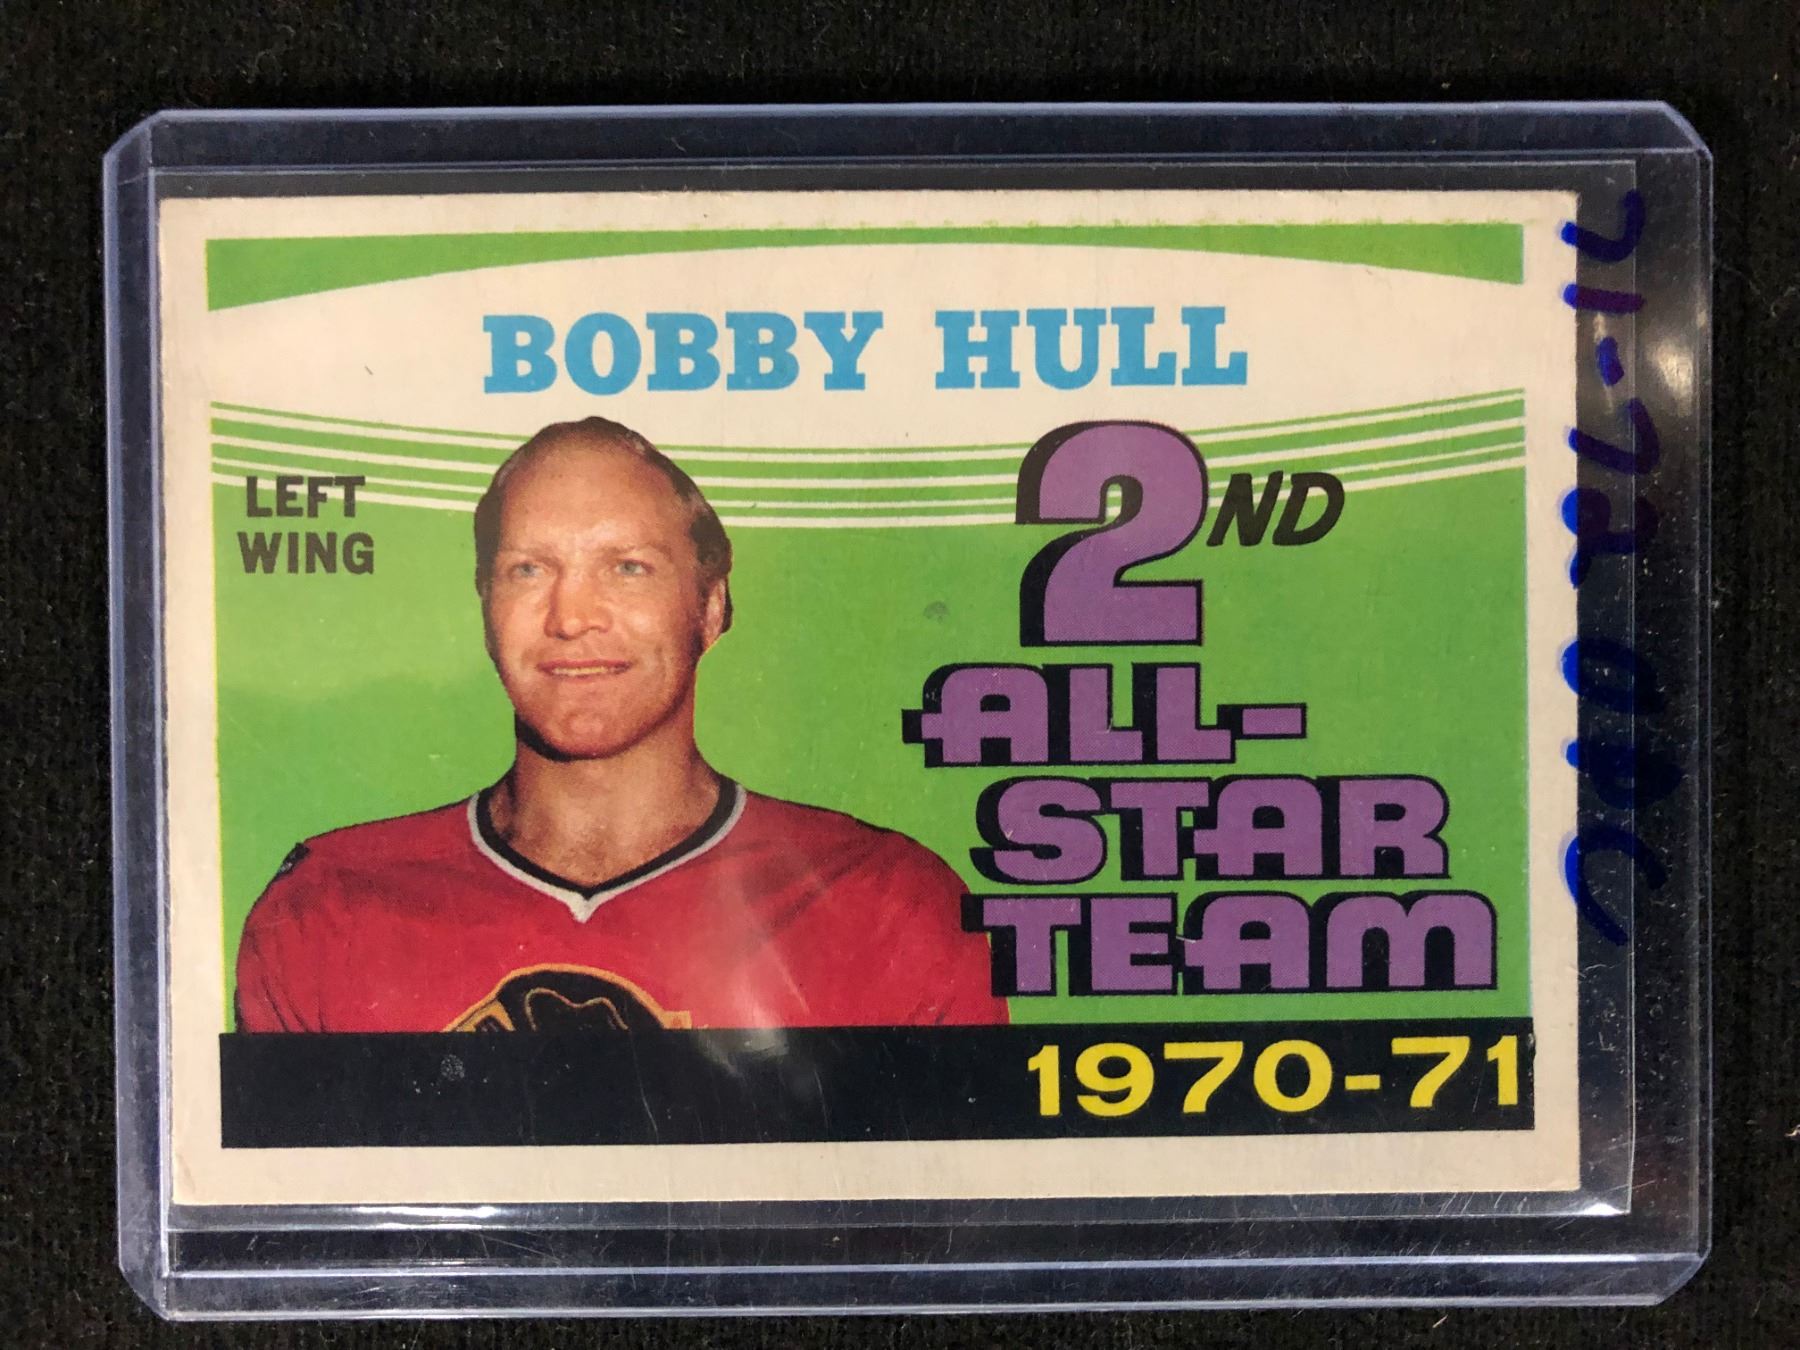 BOBBY HULL
LEFT
WING
2ND
ALL-
STAR
TEAM
1970-71
71-72 OPC